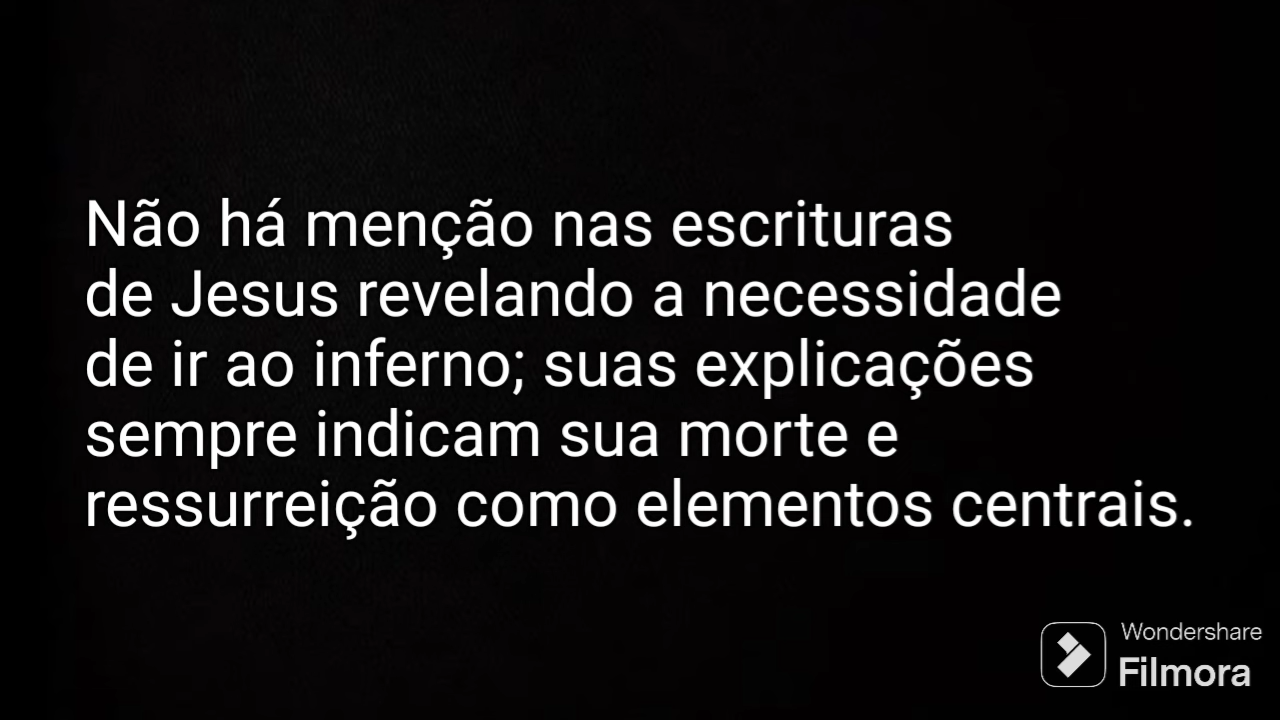 Não há menção nas escrituras
de Jesus revelando a necessidade
de ir ao inferno; suas explicações
sempre indicam sua morte e
ressurreição como elementos centrais.
Wondershare
Filmora